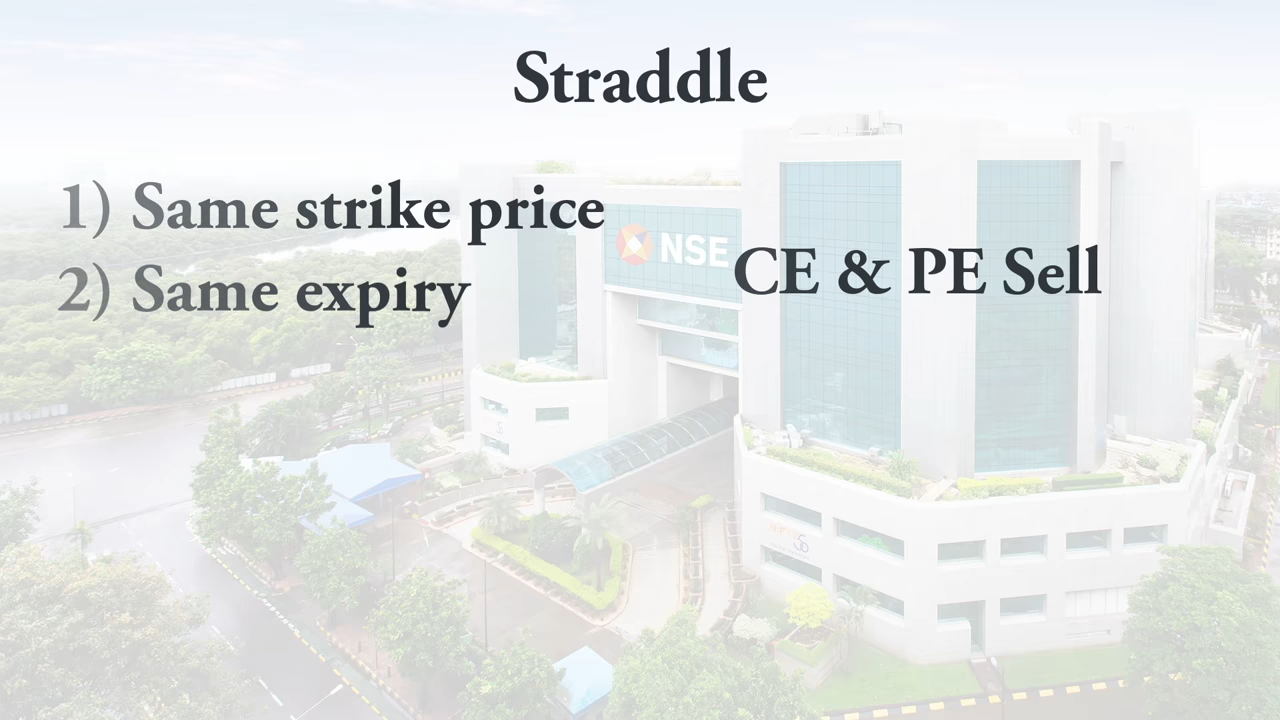 Straddle
1) Same strike price
2) Same expiry
NSE
CE & PE Sell